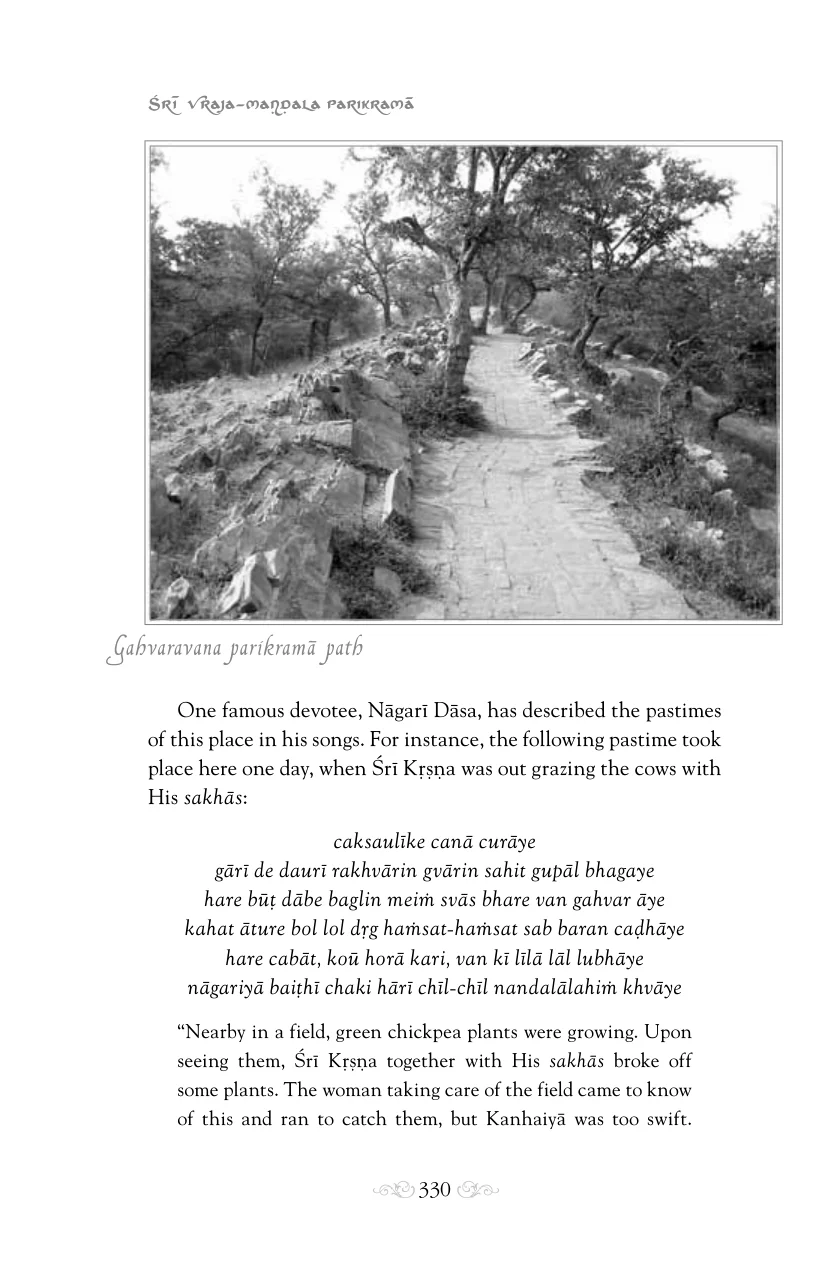 Śrī Vraja-maṇḍala Parikramā
Gahvaravana parikramā path
One famous devotee, Nāgarī Dāsa, has described the pastimes
of this place in his songs. For instance, the following pastime took
place here one day, when Śrī Kṛṣṇa was out grazing the cows with
His sakhās:
caksaulīke canā curāye
gārī de daurī rakhvārin gvārin sahit gupāl bhagaye
hare būṭ dābe baglin meiṁ svās bhare van gahvar āye
kahat āture bol lol dṛg haṁsat-haṁsat sab baran caḍhāye
hare cabāt, koū horā kari, van kī līlā lāl lubhāye
nāgariyā baiṭhī chaki hārī chīl-chīl nandalālahiṁ khvāye
“Nearby in a field, green chickpea plants were growing. Upon
seeing them, Śrī Kṛṣṇa together with His sakhās broke off
some plants. The woman taking care of the field came to know
of this and ran to catch them, but Kanhaiyā was too swift.
330